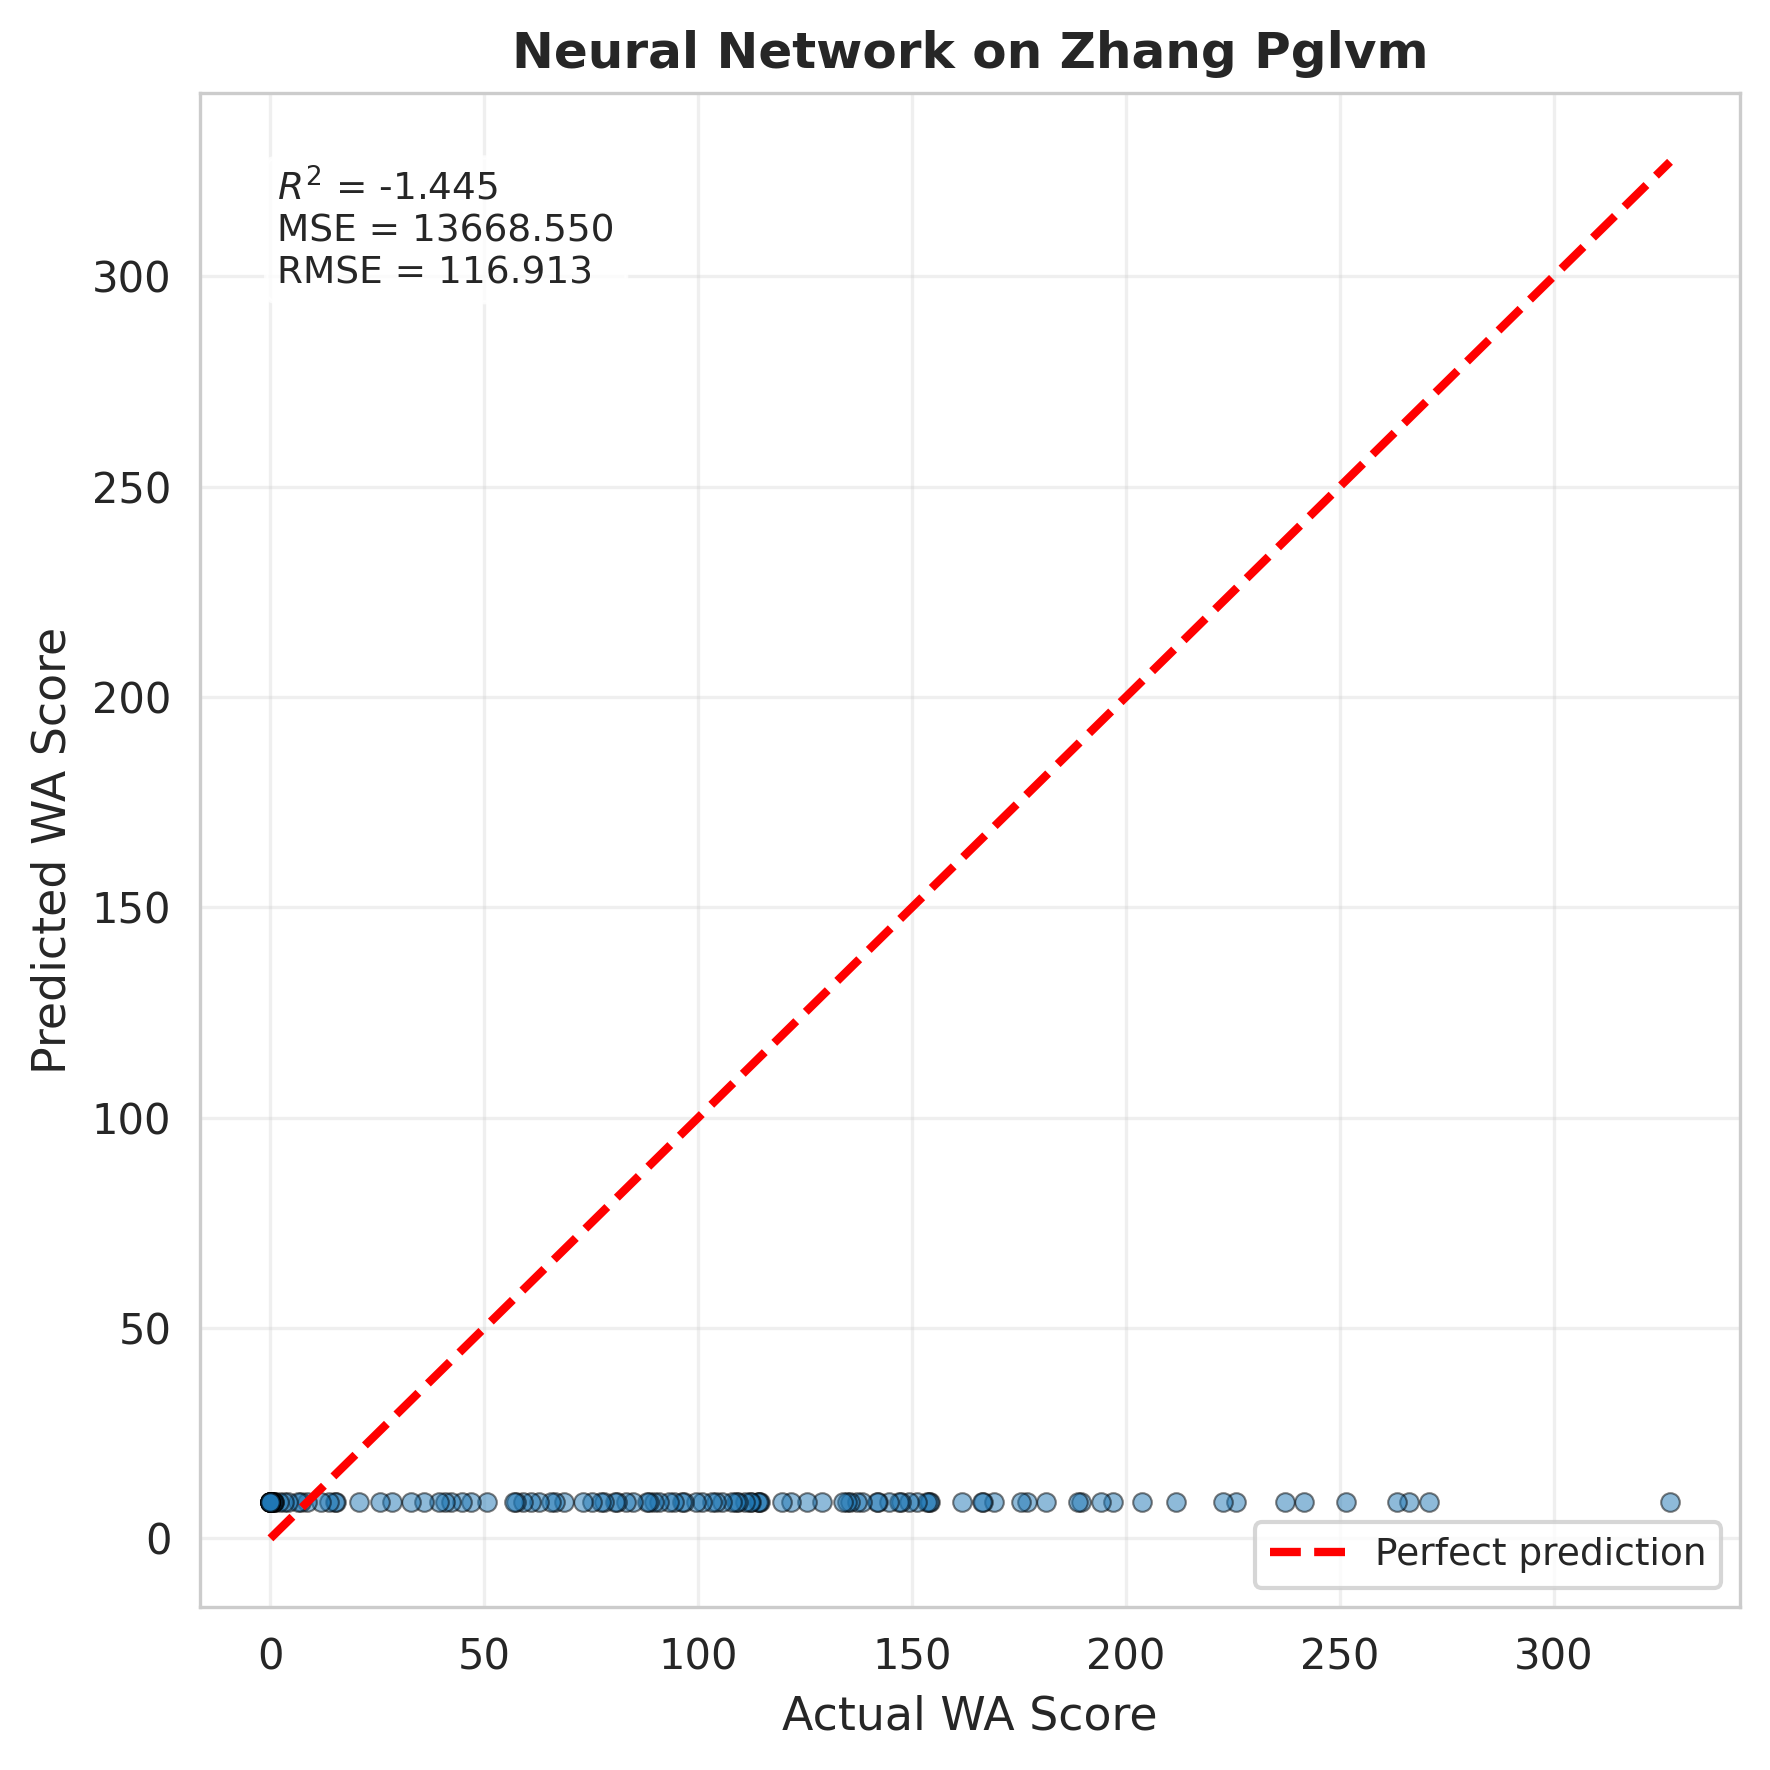 Neural Network on Zhang Pglvm
R² = -1.445
MSE = 13668.550
RMSE = 116.913
Predicted WA Score
300
250
200
150
100
50
0
Perfect prediction
0 50 100 150 200 250 300
Actual WA Score